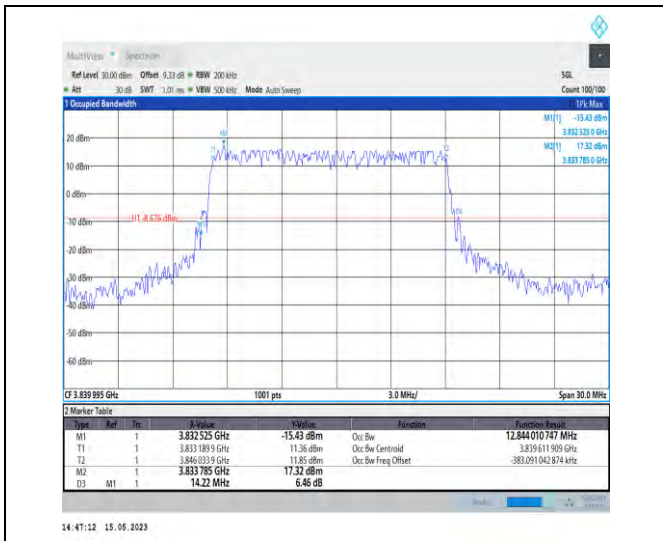 MultiView Spectrum
Ref Level 30.00 dBm Offset 9.33 dB RBW 200 kHz SGL
Att 30 dB SWT 1.01 ms VBW 500 kHz Mode Auto Sweep Count 100/100
1 Occupied Bandwidth 1Pk Max
M1[1] -15.43 dBm
3.832 525 0 GHz
M2[1] 17.32 dBm
3.833 785 0 GHz
M2
T1 T2
20 dBm
10 dBm
0 dBm
H1 -8.676 dBm
-10 dBm
M1 D3
-20 dBm
-30 dBm
-40 dBm
-50 dBm
-60 dBm
CF 3.839 995 GHz 1001 pts 3.0 MHz/ Span 30.0 MHz
2 Marker Table
Type Ref Trc X-Value Y-Value Function Function Result
M1 1 3.832 525 GHz -15.43 dBm Occ Bw 12.844 010 747 MHz
T1 1 3.833 189 9 GHz 11.36 dBm Occ Bw Centroid 3.839 611 909 GHz
T2 1 3.846 033 9 GHz 11.85 dBm Occ Bw Freq Offset -383.091 042 874 kHz
M2 1 3.833 785 GHz 17.32 dBm
D3 M1 1 14.22 MHz 6.46 dB
14:47:12 15.05.2023